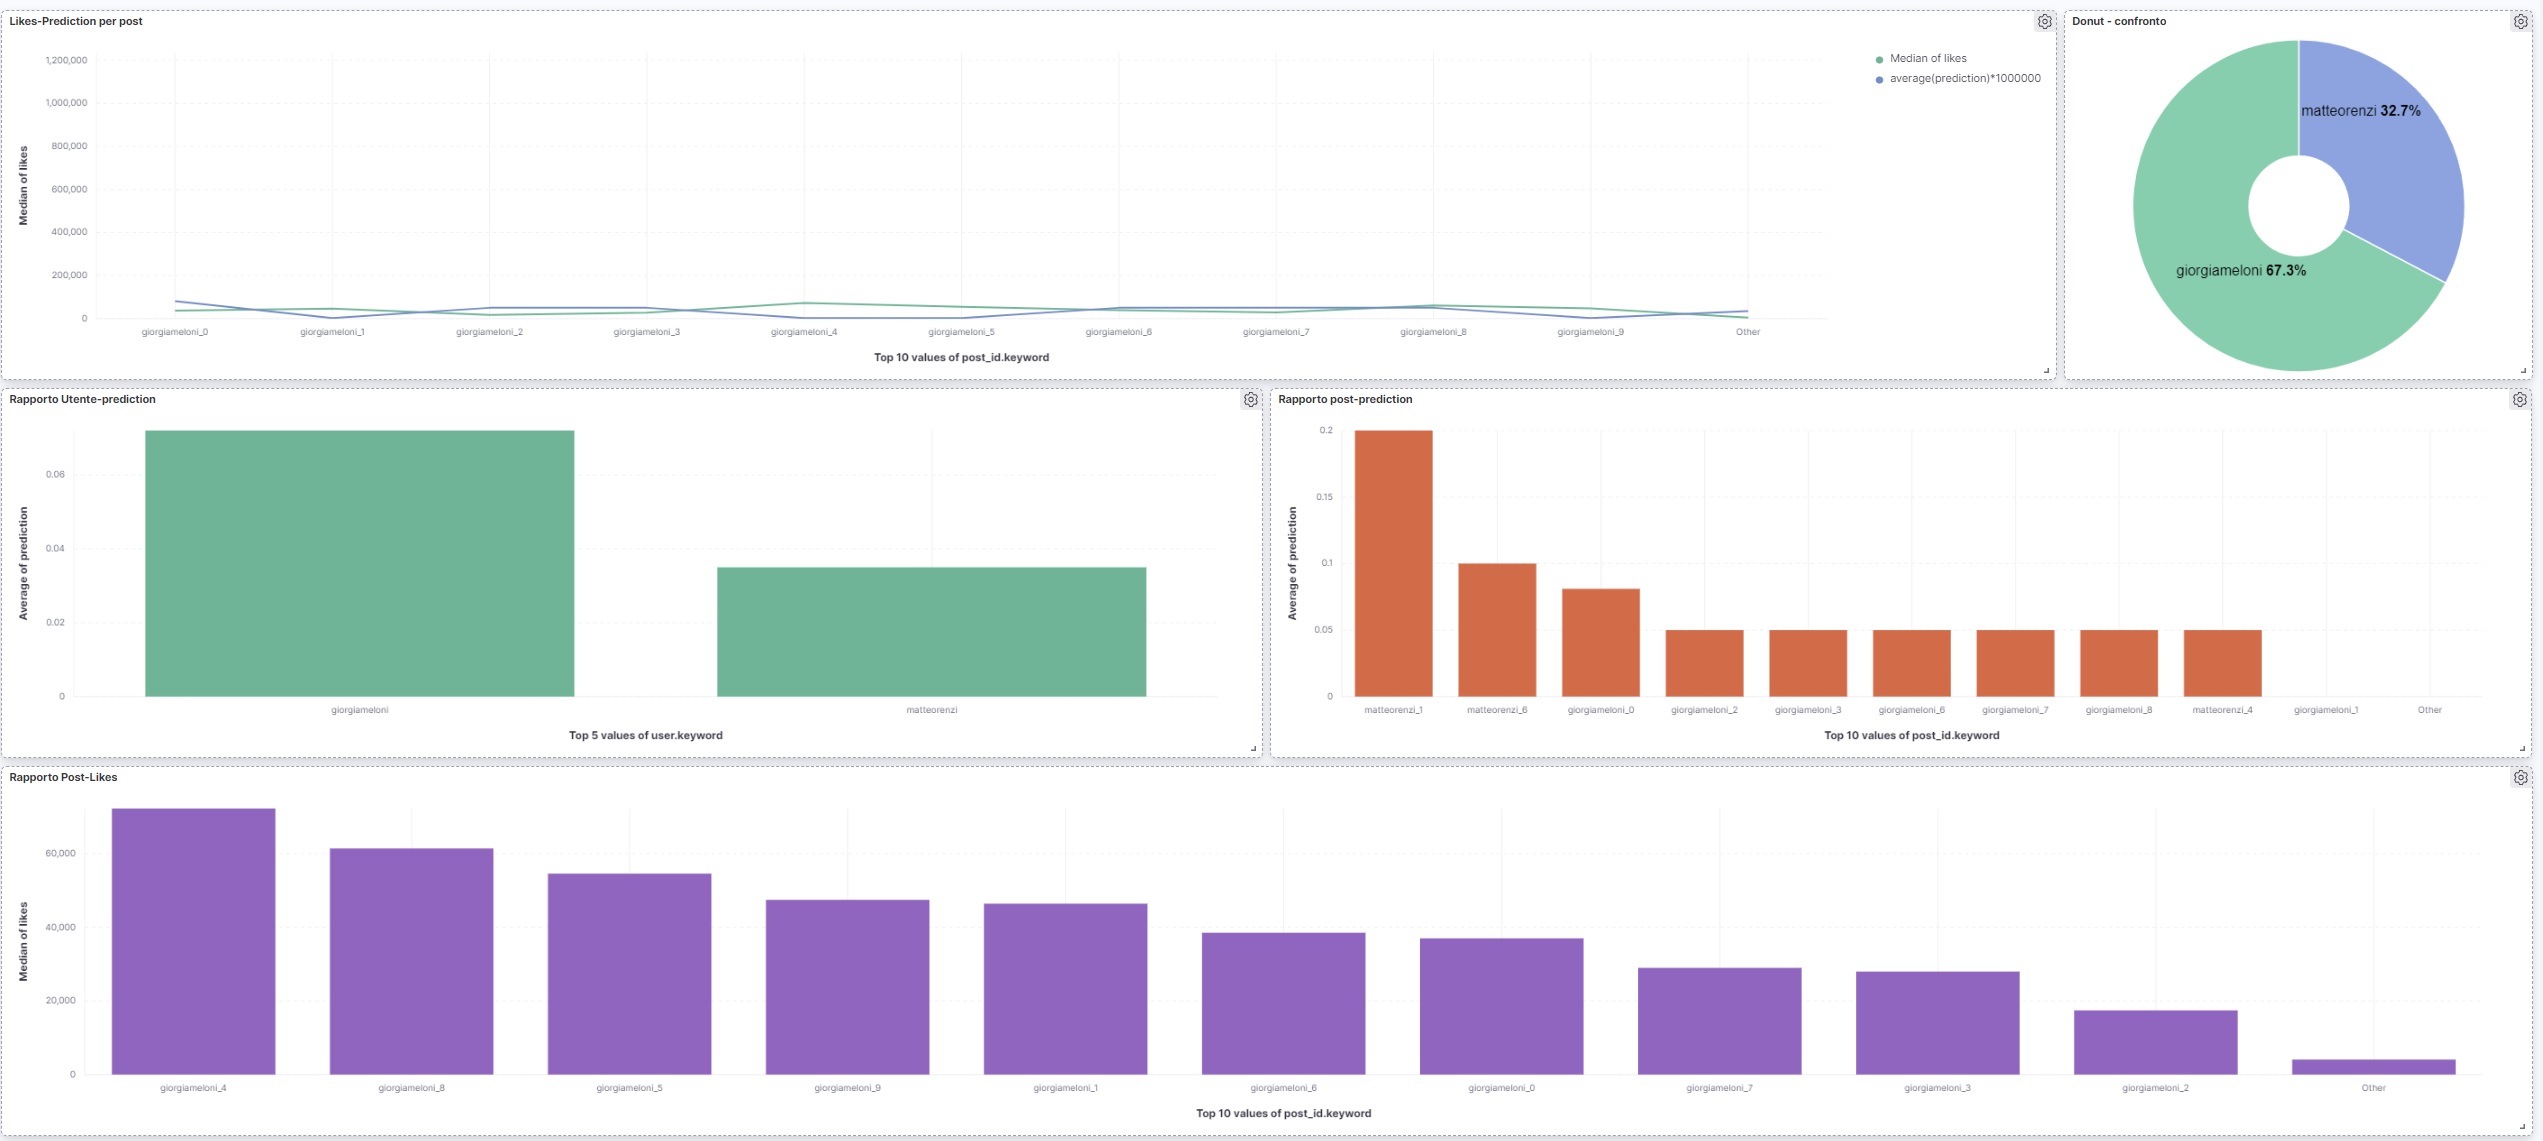 Likes-Prediction per post
1,200,000
1,000,000
800,000
600,000
400,000
200,000
0
Median of likes
giorgiameloni_0 giorgiameloni_1 giorgiameloni_2 giorgiameloni_3 giorgiameloni_4 giorgiameloni_5 giorgiameloni_6 giorgiameloni_7 giorgiameloni_8 giorgiameloni_9 Other
Top 10 values of post_id.keyword
Median of likes
average(prediction)*1000000
Donut - confronto
matteorenzi 32.7%
giorgiameloni 67.3%
Rapporto Utente-prediction
0.06
0.04
0.02
0
Average of prediction
giorgiameloni matteorenzi
Top 5 values of user.keyword
Rapporto post-prediction
0.2
0.15
0.1
0.05
0
Average of prediction
matteorenzi_1 matteorenzi_6 giorgiameloni_0 giorgiameloni_2 giorgiameloni_3 giorgiameloni_6 giorgiameloni_7 giorgiameloni_8 matteorenzi_4 giorgiameloni_1 Other
Top 10 values of post_id.keyword
Rapporto Post-Likes
60,000
40,000
20,000
0
Median of likes
giorgiameloni_4 giorgiameloni_8 giorgiameloni_5 giorgiameloni_9 giorgiameloni_1 giorgiameloni_6 giorgiameloni_0 giorgiameloni_7 giorgiameloni_3 giorgiameloni_2 Other
Top 10 values of post_id.keyword